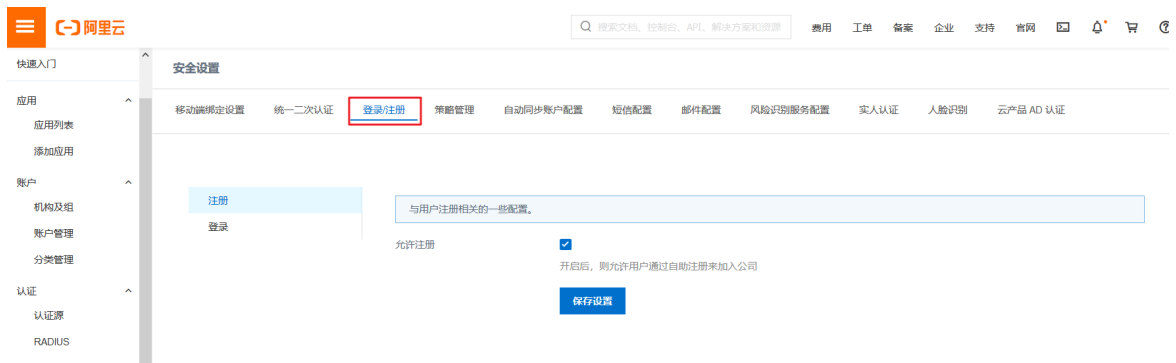 阿里云
搜索文档、控制台、API、解决方案和资源
费用 工单 备案 企业 支持 官网
快速入门
应用
应用列表
添加应用
账户
机构及组
账户管理
分类管理
认证
认证源
RADIUS
安全设置
移动端绑定设置 统一二次认证 登录/注册 策略管理 自动同步账户配置 短信配置 邮件配置 风险识别服务配置 实人认证 人脸识别 云产品 AD 认证
注册
登录
与用户注册相关的一些配置。
允许注册
开启后，则允许用户通过自助注册来加入公司
保存设置